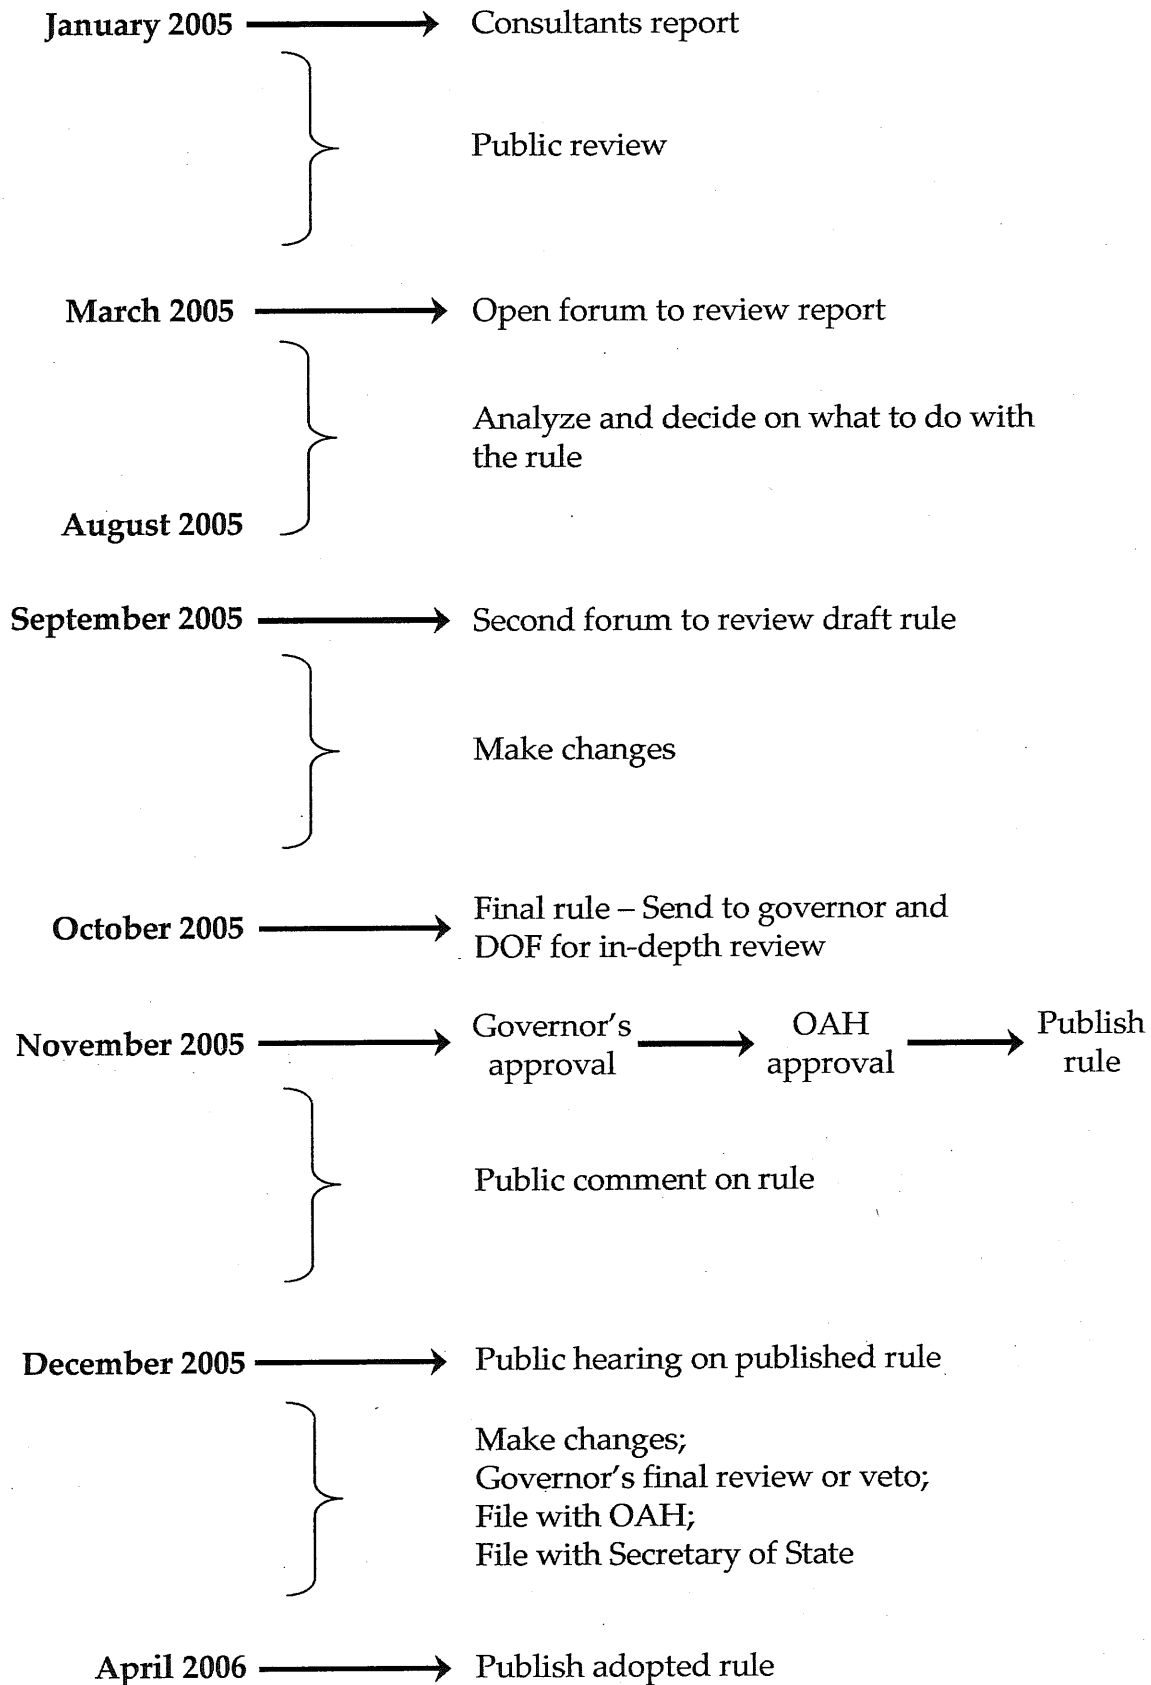 January 2005 Consultants report
Public review
March 2005 Open forum to review report
Analyze and decide on what to do with
the rule
August 2005
September 2005 Second forum to review draft rule
Make changes
October 2005
Final rule – Send to governor and
DOF for in-depth review
November 2005
Governor's
approval
OAH
approval
Publish
rule
Public comment on rule
December 2005 Public hearing on published rule
Make changes;
Governor's final review or veto;
File with OAH;
File with Secretary of State
April 2006 Publish adopted rule